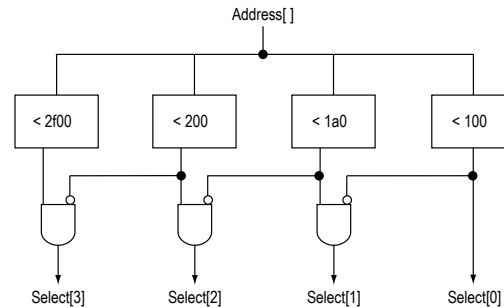 Address[ ]
< 2f00
< 200
< 1a0
< 100
Select[3]
Select[2]
Select[1]
Select[0]